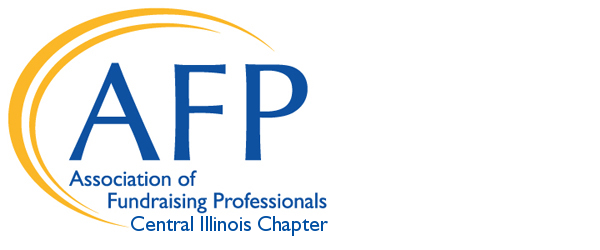 AFP
Association of
Fundraising Professionals
Central Illinois Chapter